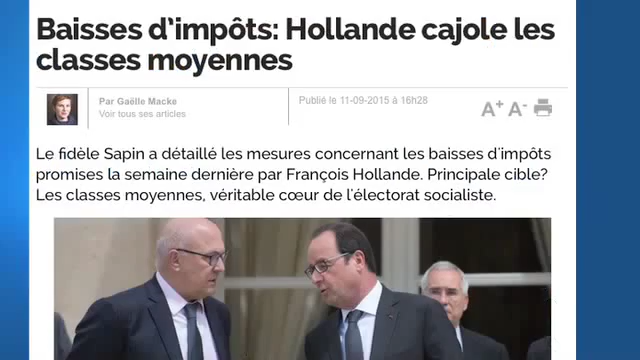 Baisses d'impôts: Hollande cajole les
classes moyennes
Par Gaëlle Macke
Voir tous ses articles
Publié le 11-09-2015 à 16h28
A+ A-
Le fidèle Sapin a détaillé les mesures concernant les baisses d'impôts
promises la semaine dernière par François Hollande. Principale cible?
Les classes moyennes, véritable cœur de l'électorat socialiste.